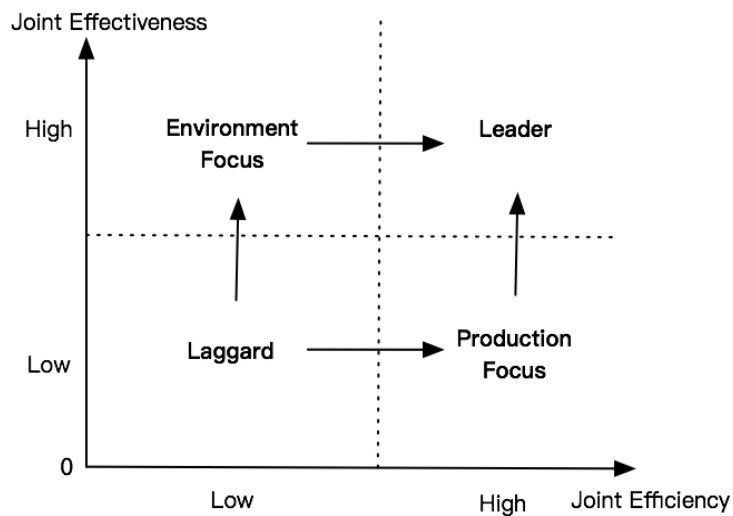 Joint Effectiveness
High
Environment
Focus
Leader
Low
Laggard
Production
Focus
0
Low
High
Joint Efficiency